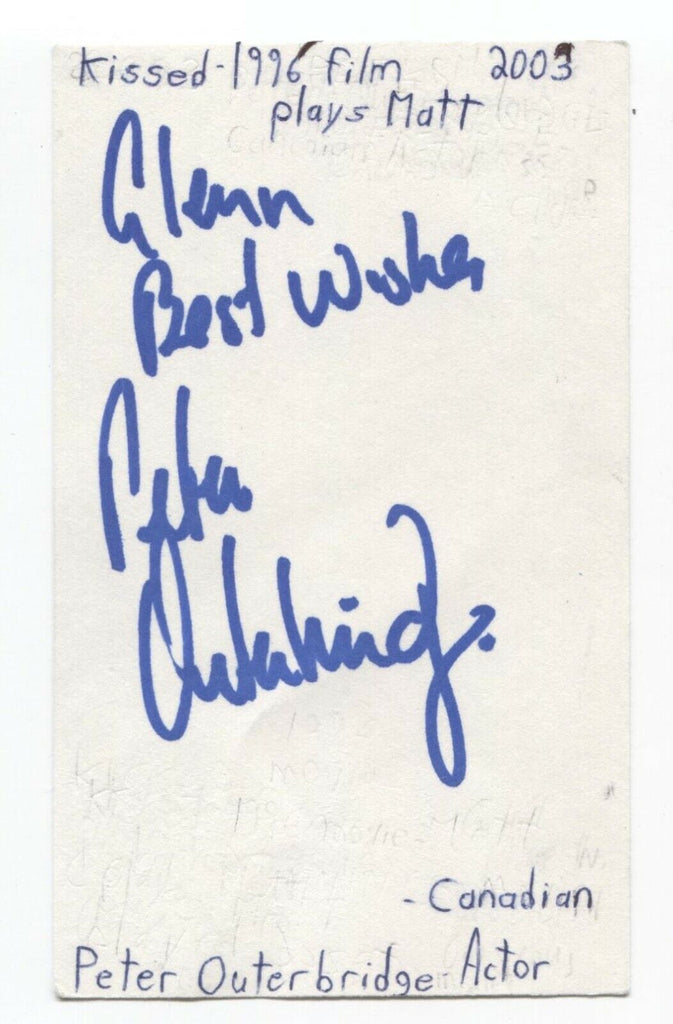 Kissed-1996 film 2003
plays Matt
Glenn
Best Wishes
Peter
Outerbridge.
-Canadian
Peter Outerbridge-Actor